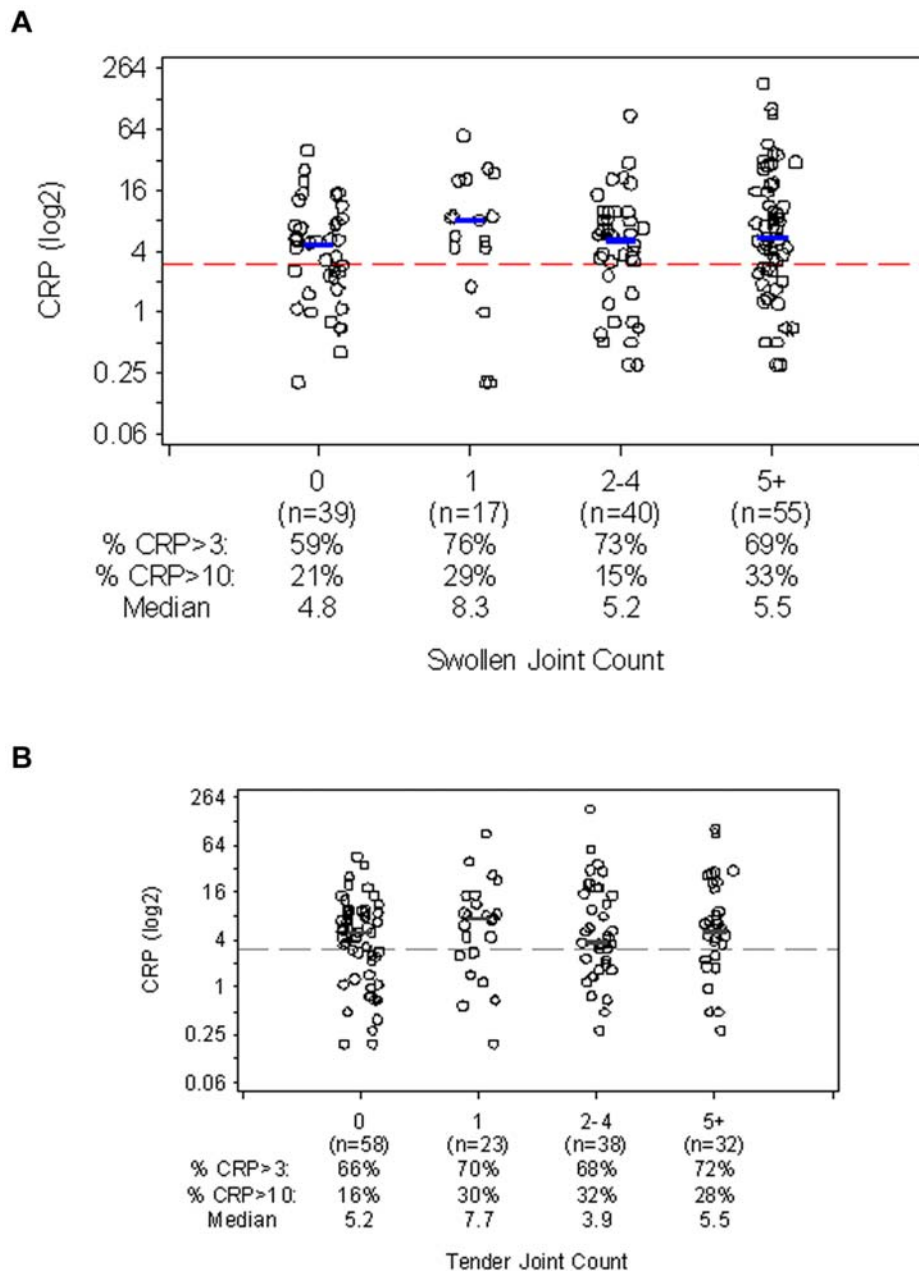 A
264
64
16
4
1
0.25
0.06
CRP (log2)
0 1 2-4 5+
(n=39) (n=17) (n=40) (n=55)
% CRP>3: 59% 76% 73% 69%
% CRP>10: 21% 29% 15% 33%
Median 4.8 8.3 5.2 5.5
Swollen Joint Count
B
264
64
16
4
1
0.25
0.06
CRP (log2)
0 1 2-4 5+
(n=58) (n=23) (n=38) (n=32)
% CRP>3: 66% 70% 68% 72%
% CRP>10: 16% 30% 32% 28%
Median 5.2 7.7 3.9 5.5
Tender Joint Count